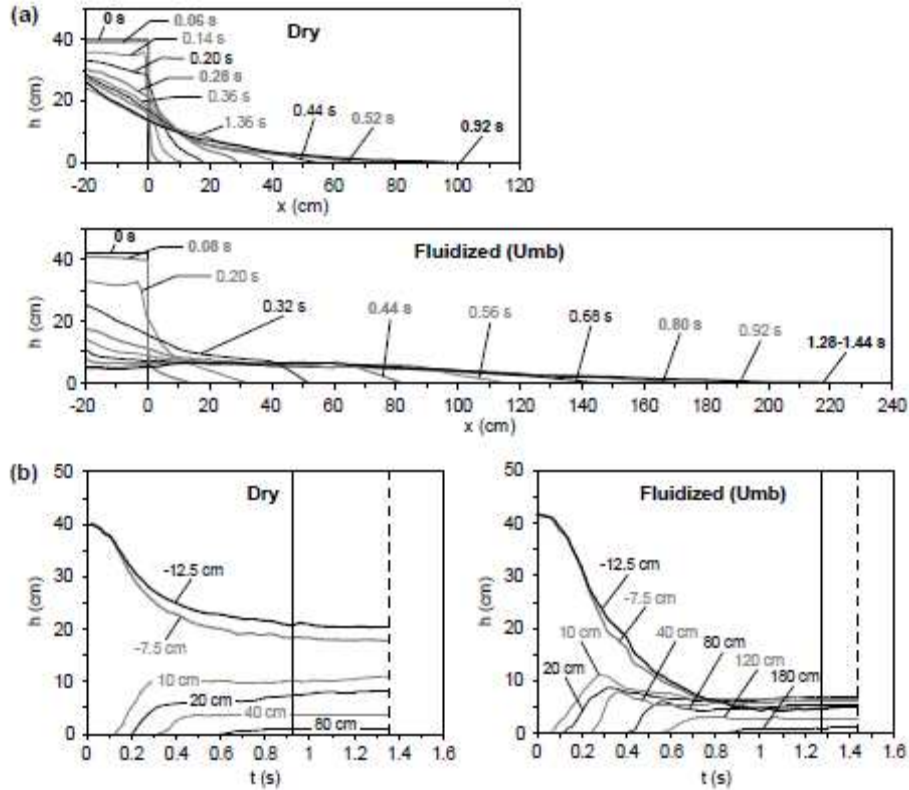 (a)
Dry
0 s
0.06 s
0.14 s
0.20 s
0.28 s
0.36 s
1.36 s
0.44 s
0.52 s
0.92 s
h (cm)
40
20
0
-20 0 20 40 60 80 100 120
x (cm)
Fluidized (Umb)
0 s
0.08 s
0.20 s
0.32 s
0.44 s
0.56 s
0.68 s
0.80 s
0.92 s
1.28-1.44 s
h (cm)
40
20
0
-20 0 20 40 60 80 100 120 140 160 180 200 220 240
x (cm)
(b)
Dry
h (cm)
50
40
30
20
10
0
-12.5 cm
-7.5 cm
10 cm
20 cm
40 cm
80 cm
0 0.2 0.4 0.6 0.8 1 1.2 1.4 1.6
t (s)
Fluidized (Umb)
h (cm)
50
40
30
20
10
0
-12.5 cm
-7.5 cm
10 cm
40 cm
80 cm
20 cm
120 cm
180 cm
0 0.2 0.4 0.6 0.8 1 1.2 1.4 1.6
t (s)